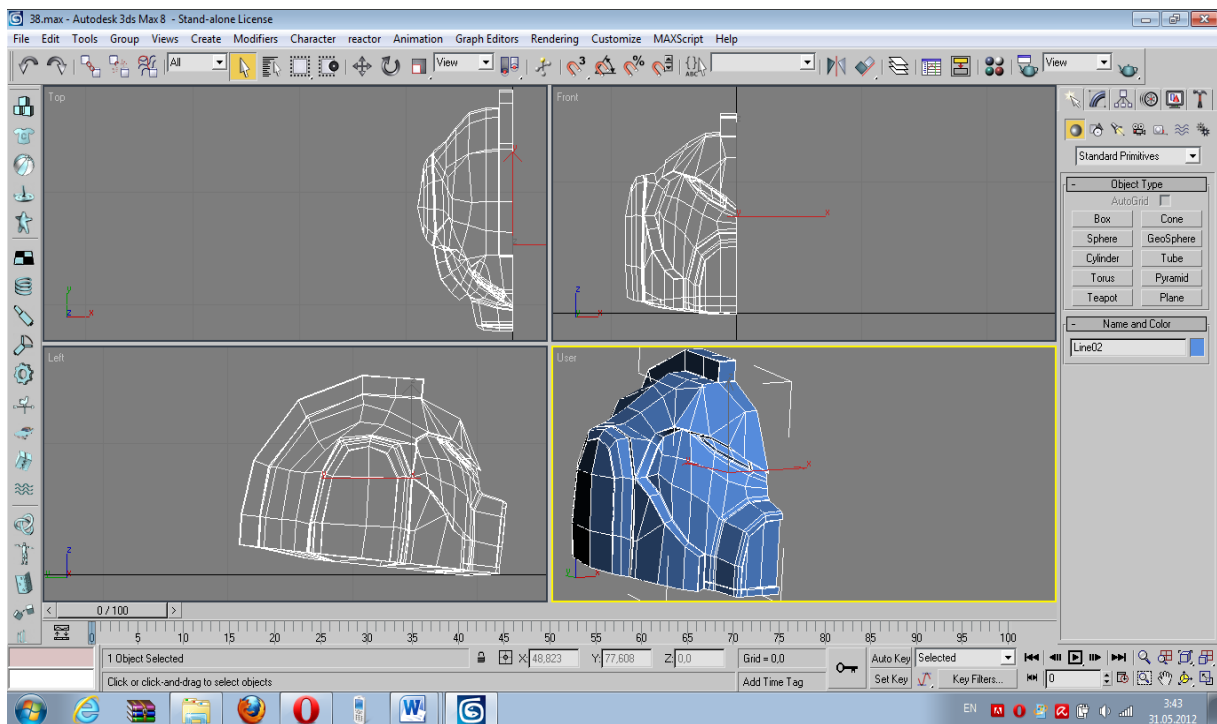 38.max - Autodesk 3ds Max 8 - Stand-alone License
File Edit Tools Group Views Create Modifiers Character reactor Animation Graph Editors Rendering Customize MAXScript Help
All View View
Top Front
Standard Primitives
- Object Type
AutoGrid
Box Cone
Sphere GeoSphere
Cylinder Tube
Torus Pyramid
Teapot Plane
- Name and Color
Line02
x
z
y
z x
x
Left User
x
z
x
z
y
< 0 / 100 >
0 5 10 15 20 25 30 35 40 45 50 55 60 65 70 75 80 85 90 95 100
1 Object Selected X: 48,823 Y: 77,608 Z: 0,0 Grid = 0,0 Auto Key Selected
Click or click-and-drag to select objects Add Time Tag Set Key Key Filters... 0
EN 3:43
31.05.2012